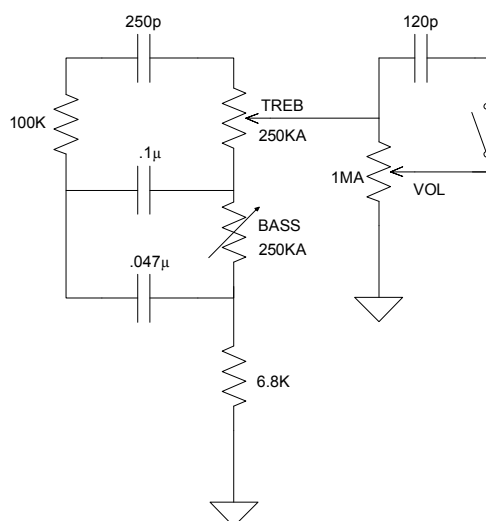 250p
120p
TREB
100K
250KA
.1μ
1MA
VOL
BASS
250KA
.047μ
6.8K